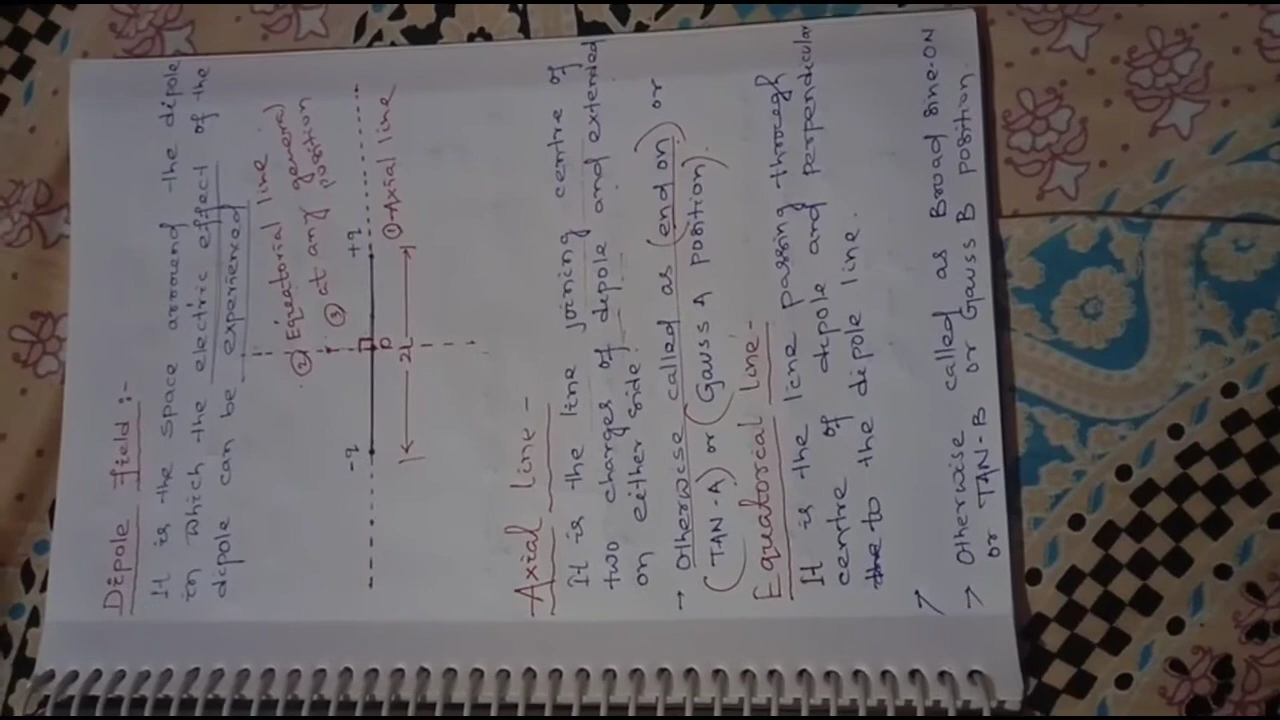 Dipole field :-
It is the space arround the dipole
in which the electric effect of the
dipole can be experienced
② Equeatorial line
③ at any general
position
-q
+q
O
2l
① Axial line
Axial line -
It is the line joining centre of
two charges of dipole and extended
on either side.
→ Otherwise called as (end on) or
(TAN-A) or (Gauss A position).
Equatorial line -
It is the line passing through
centre of dipole and perpendicular
the to the dipole line.
→
→ Otherwise called as Broad sine-ON
or TAN-B or Gauss B position.